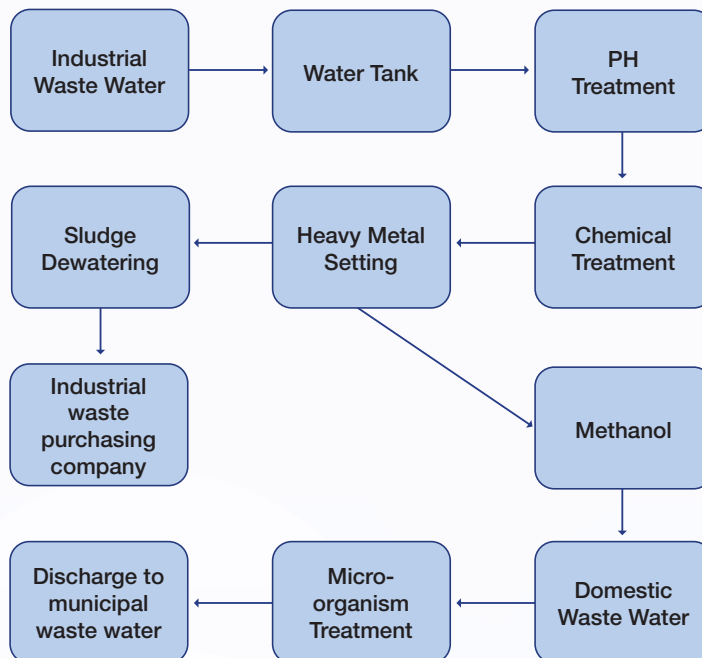 Industrial
Waste Water
Water Tank
PH
Treatment
Sludge
Dewatering
Heavy Metal
Setting
Chemical
Treatment
Industrial
waste
purchasing
company
Methanol
Discharge to
municipal
waste water
Micro-
organism
Treatment
Domestic
Waste Water